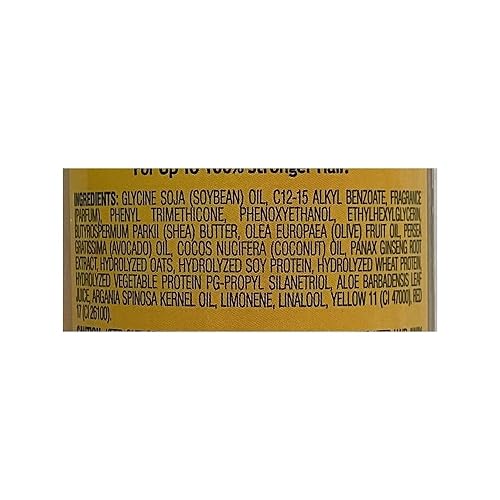 For Up To 100% Stronger Hair.
INGREDIENTS: GLYCINE SOJA (SOYBEAN) OIL, C12-15 ALKYL BENZOATE, FRAGRANCE
(PARFUM), PHENYL TRIMETHICONE, PHENOXYETHANOL, ETHYLHEXYLGLYCERIN,
BUTYROSPERMUM PARKII (SHEA) BUTTER, OLEA EUROPAEA (OLIVE) FRUIT OIL, PERSEA
GRATISSIMA (AVOCADO) OIL, COCOS NUCIFERA (COCONUT) OIL, PANAX GINSENG ROOT
EXTRACT, HYDROLYZED OATS, HYDROLYZED SOY PROTEIN, HYDROLYZED WHEAT PROTEIN,
HYDROLYZED VEGETABLE PROTEIN PG-PROPYL SILANETRIOL, ALOE BARBADENSIS LEAF
JUICE, ARGANIA SPINOSA KERNEL OIL, LIMONENE, LINALOOL, YELLOW 11 (CI 47000), RED
17 (CI 26100).